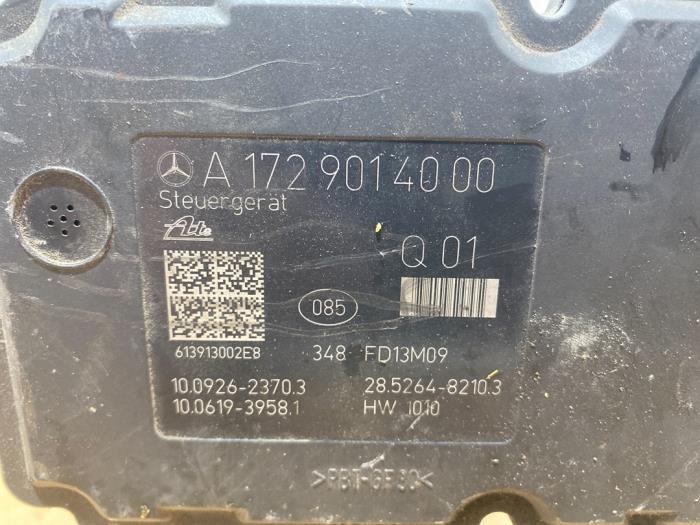 A 172 901 40 00
Steuergerät
Ate
Q 01
085
613913002E8
348 FD13M09
10.0926-2370.3
28.5264-8210.3
10.0619-3958.1
HW 1010
>PBT-GF30<